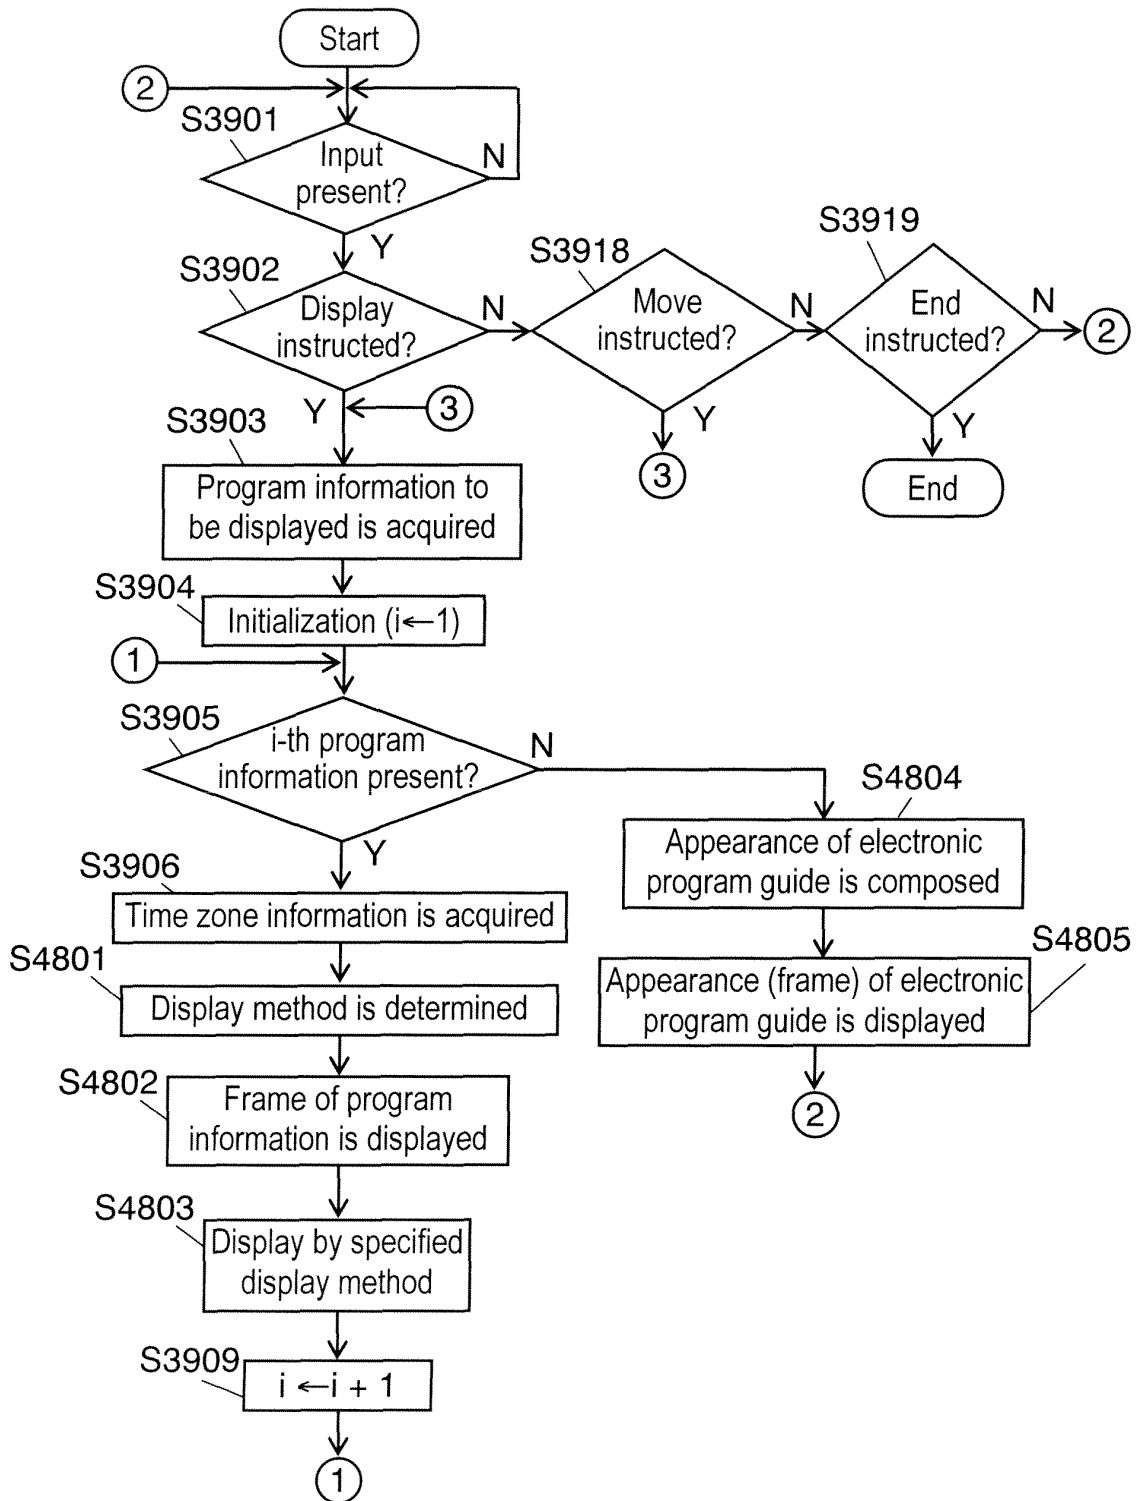 Start
2
S3901
Input
present?
N
Y
S3902
Display
instructed?
N
S3918
Move
instructed?
N
S3919
End
instructed?
N
2
Y
3
Y
3
Y
End
S3903
Program information to
be displayed is acquired
S3904
Initialization (i←1)
1
S3905
i-th program
information present?
N
Y
S4804
Appearance of electronic
program guide is composed
S4805
Appearance (frame) of electronic
program guide is displayed
2
S3906
Time zone information is acquired
S4801
Display method is determined
S4802
Frame of program
information is displayed
S4803
Display by specified
display method
S3909
i ←i + 1
1